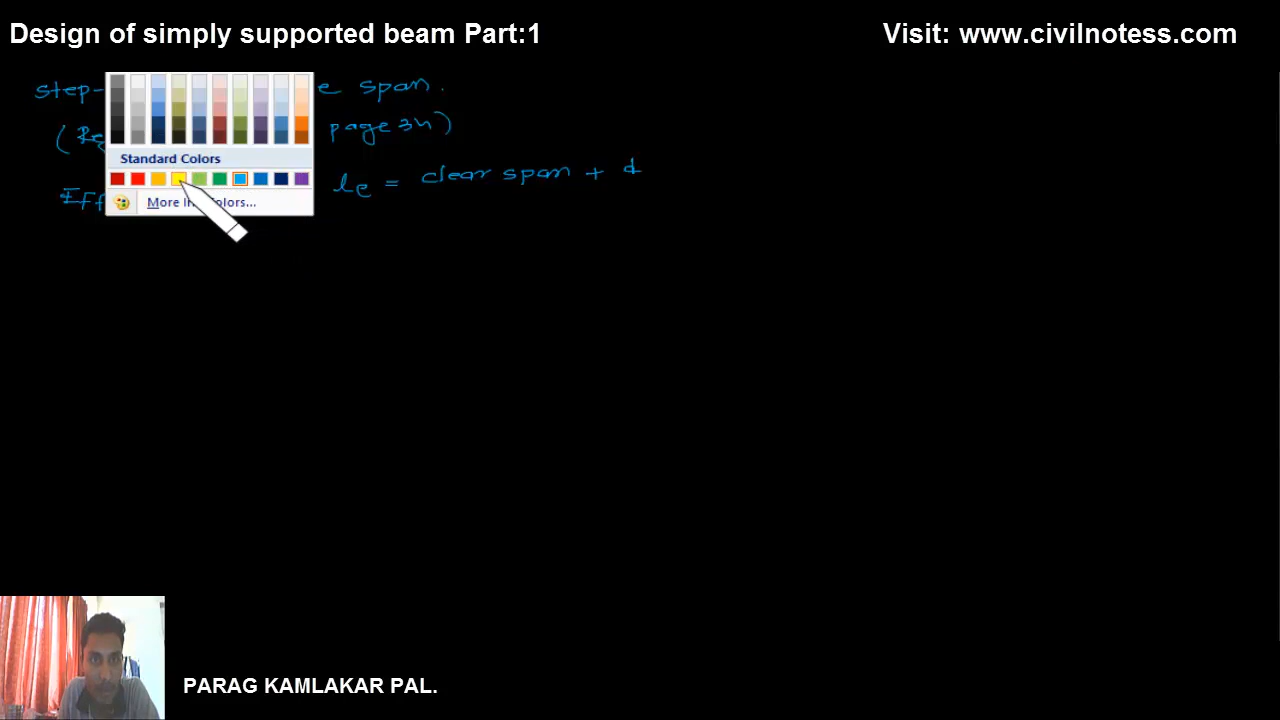 Design of simply supported beam Part:1 Visit: www.civilnotess.com
step- e span.
page 34)
Standard Colors
le = clear span + d
More In Colors...
PARAG KAMLAKAR PAL.